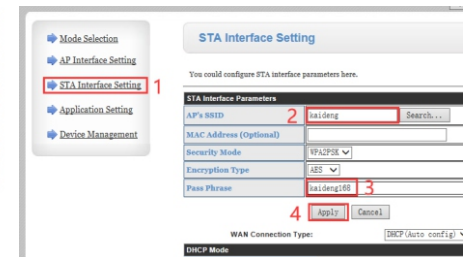 Mode Selection
AP Interface Setting
STA Interface Setting 1
Application Setting
Device Management
STA Interface Setting
You could configure STA interface parameters here.
STA Interface Parameters
AP's SSID 2 kaideng Search...
MAC Address (Optional)
Security Mode WPA2PSK
Encryption Type AES
Pass Phrase kaideng168 3
4 Apply Cancel
WAN Connection Type: DHCP(Auto config)
DHCP Mode